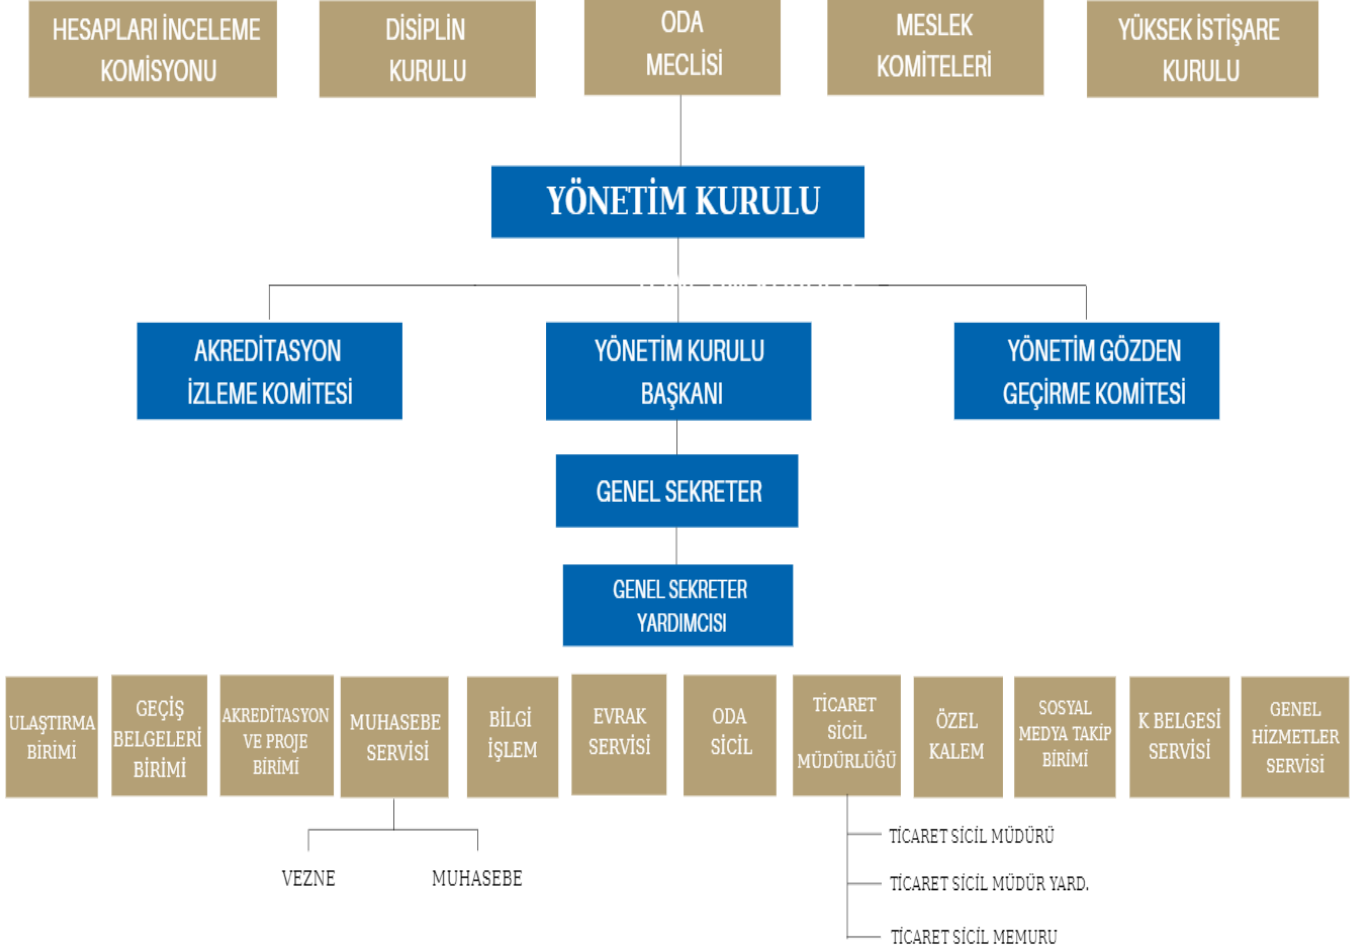 HESAPLARI İNCELEME
KOMİSYONU
DİSİPLİN
KURULU
ODA
MECLİSİ
MESLEK
KOMİTELERİ
YÜKSEK İSTİŞARE
KURULU
YÖNETİM KURULU
AKREDİTASYON
İZLEME KOMİTESİ
YÖNETİM KURULU
BAŞKANI
YÖNETİM GÖZDEN
GEÇİRME KOMİTESİ
GENEL SEKRETER
GENEL SEKRETER
YARDIMCISI
ULAŞTIRMA
BİRİMİ
GEÇİŞ
BELGELERİ
BİRİMİ
AKREDİTASYON
VE PROJE
BİRİMİ
MUHASEBE
SERVİSİ
BİLGİ
İŞLEM
EVRAK
SERVİSİ
ODA
SİCİL
TİCARET
SİCİL
MÜDÜRLÜĞÜ
ÖZEL
KALEM
SOSYAL
MEDYA TAKİP
BİRİMİ
K BELGESİ
SERVİSİ
GENEL
HİZMETLER
SERVİSİ
VEZNE
MUHASEBE
TİCARET SİCİL MÜDÜRÜ
TİCARET SİCİL MÜDÜR YARD.
TİCARET SİCİL MEMURU